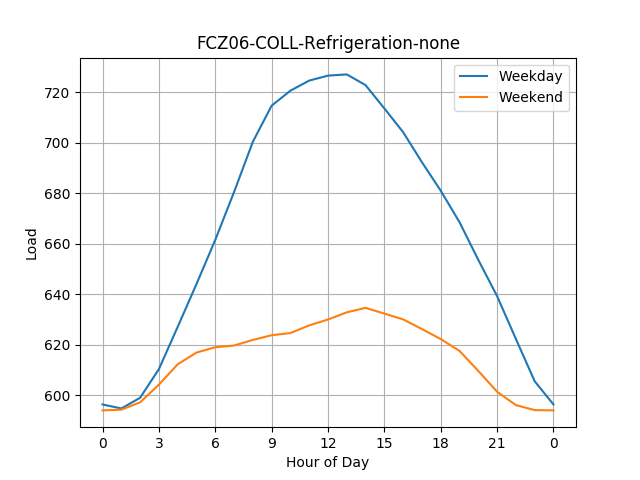 FCZ06-COLL-Refrigeration-none
Weekday
Weekend
Load
720
700
680
660
640
620
600
0 3 6 9 12 15 18 21 0
Hour of Day